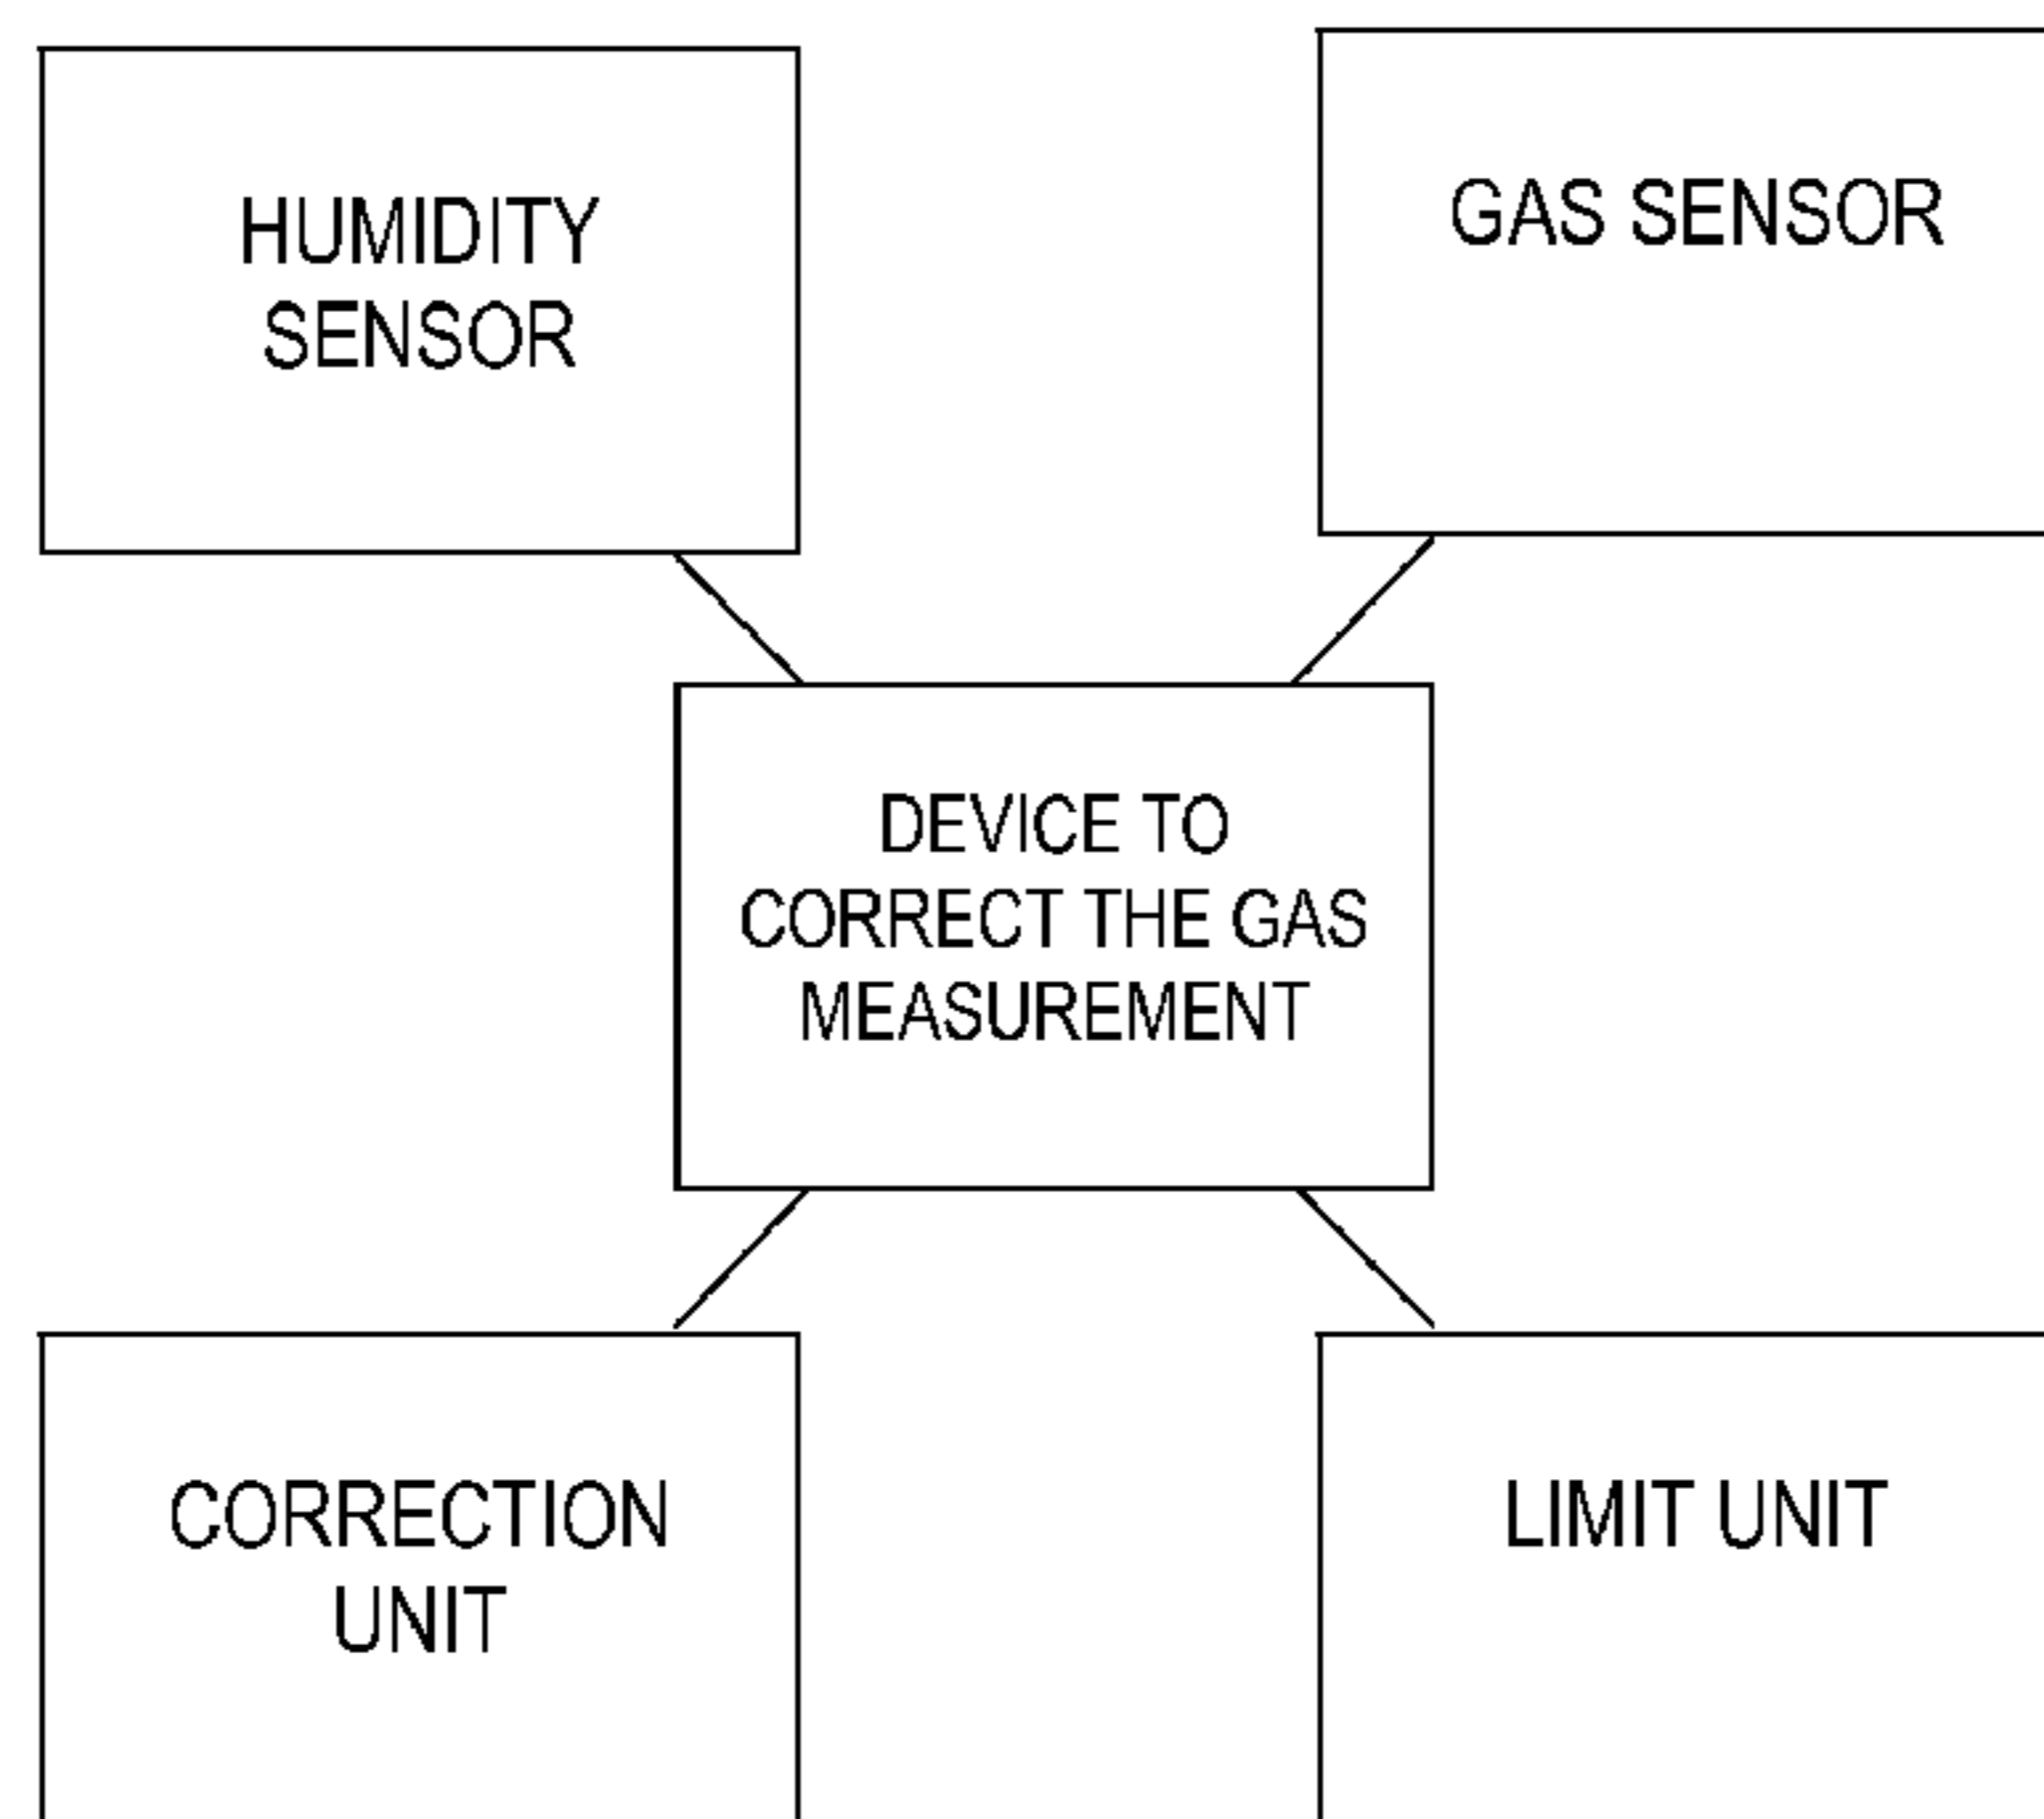 HUMIDITY
SENSOR
GAS SENSOR
DEVICE TO
CORRECT THE GAS
MEASUREMENT
CORRECTION
UNIT
LIMIT UNIT